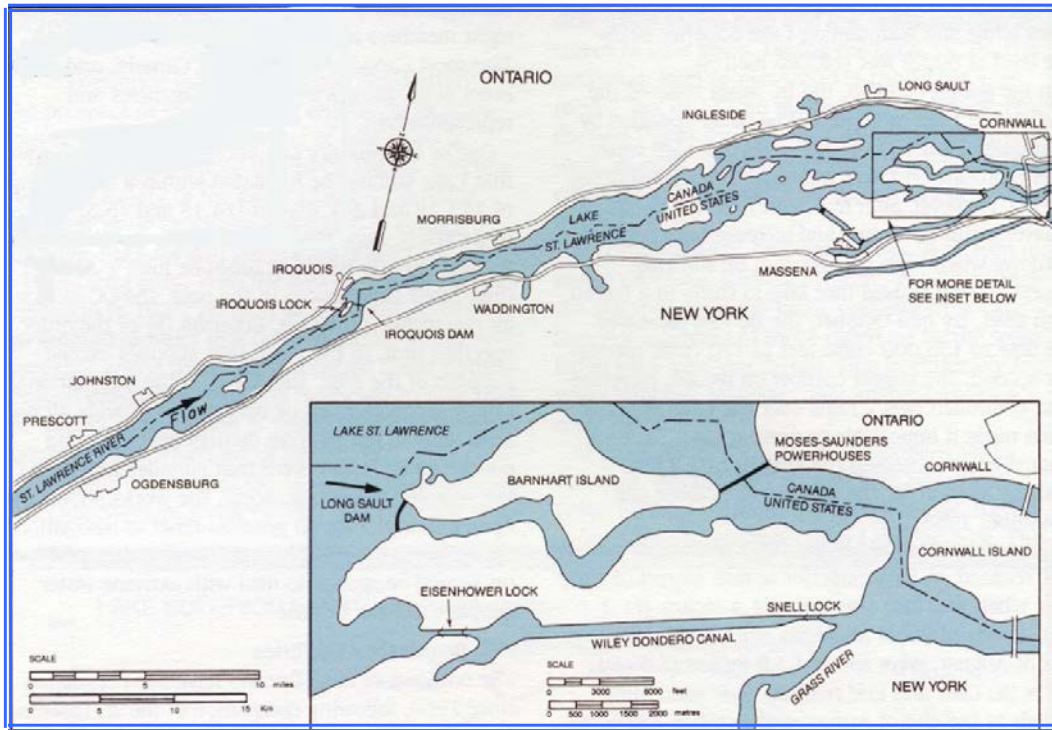 ONTARIO
LONG SAULT
INGLESIDE
CORNWALL
CANADA
UNITED STATES
LAKE
ST. LAWRENCE
MORRISBURG
IROQUOIS
IROQUOIS LOCK
IROQUOIS DAM
WADDINGTON
MASSENA
NEW YORK
FOR MORE DETAIL
SEE INSET BELOW
JOHNSTON
PRESCOTT
Flow
ST. LAWRENCE RIVER
OGDENSBURG
SCALE
0 5 10 miles
0 5 10 15 Km
LAKE ST. LAWRENCE
ONTARIO
MOSES-SAUNDERS
POWERHOUSES
BARNHART ISLAND
CORNWALL
LONG SAULT
DAM
CANADA
UNITED STATES
CORNWALL ISLAND
EISENHOWER LOCK
SNELL LOCK
WILEY DONDERO CANAL
GRASS RIVER
NEW YORK
SCALE
0 3000 6000 feet
0 500 1000 1500 2000 metres